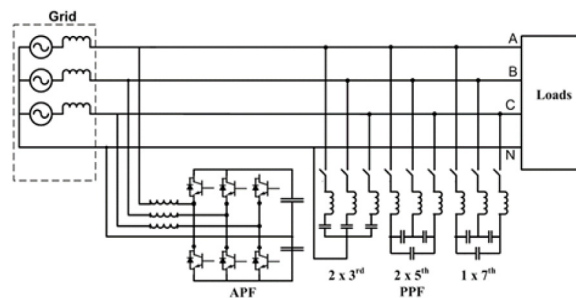 Grid
A
B
C
N
Loads
APF
2 x 3rd
2 x 5th
1 x 7th
PPF